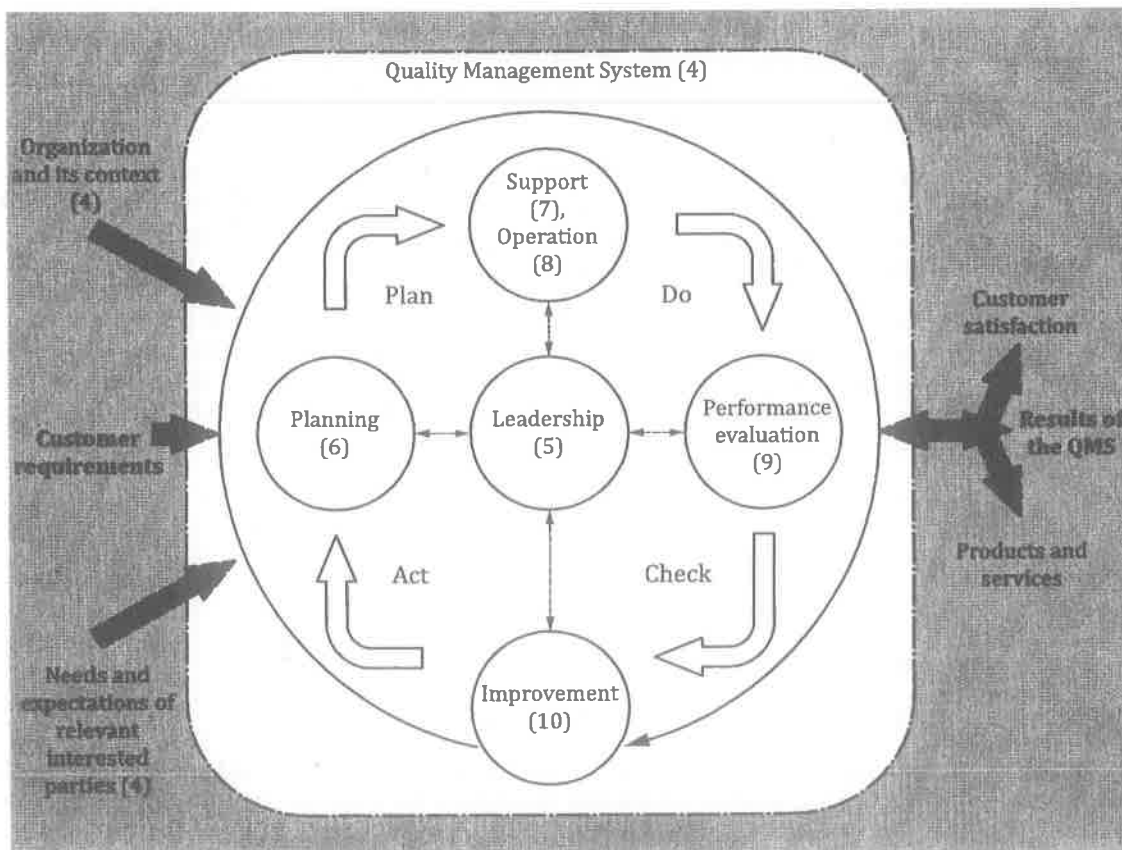 Quality Management System (4)
Organization
and its context
(4)
Support
(7),
Operation
(8)
Plan
Do
Customer
satisfaction
Planning
(6)
Leadership
(5)
Performance
evaluation
(9)
Customer
requirements
Results of
the QMS
Act
Check
Products and
services
Needs and
expectations of
relevant
interested
parties (4)
Improvement
(10)